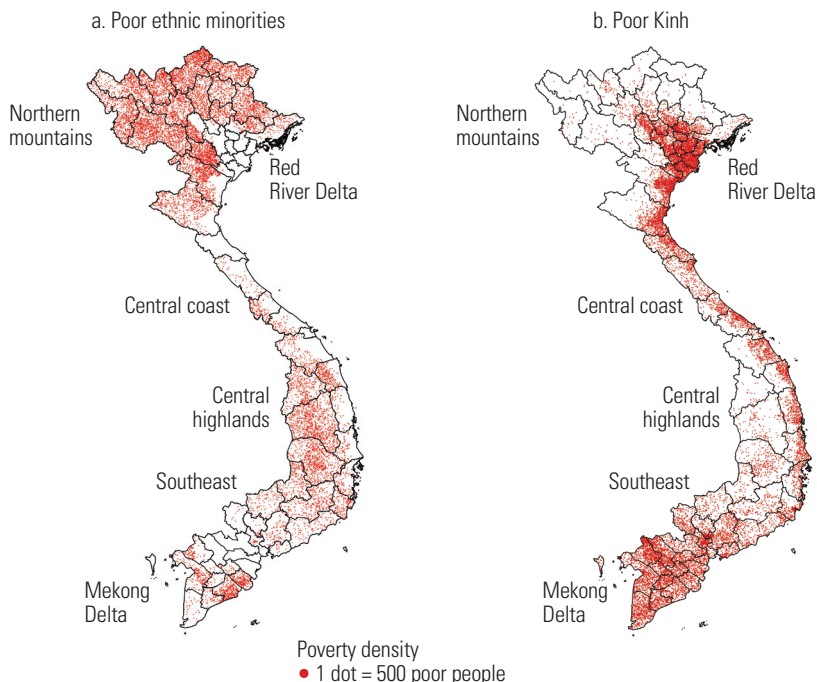 a. Poor ethnic minorities
Northern
mountains
Red
River Delta
Central coast
Central
highlands
Southeast
Mekong
Delta
b. Poor Kinh
Northern
mountains
Red
River Delta
Central coast
Central
highlands
Southeast
Mekong
Delta
Poverty density
1 dot = 500 poor people